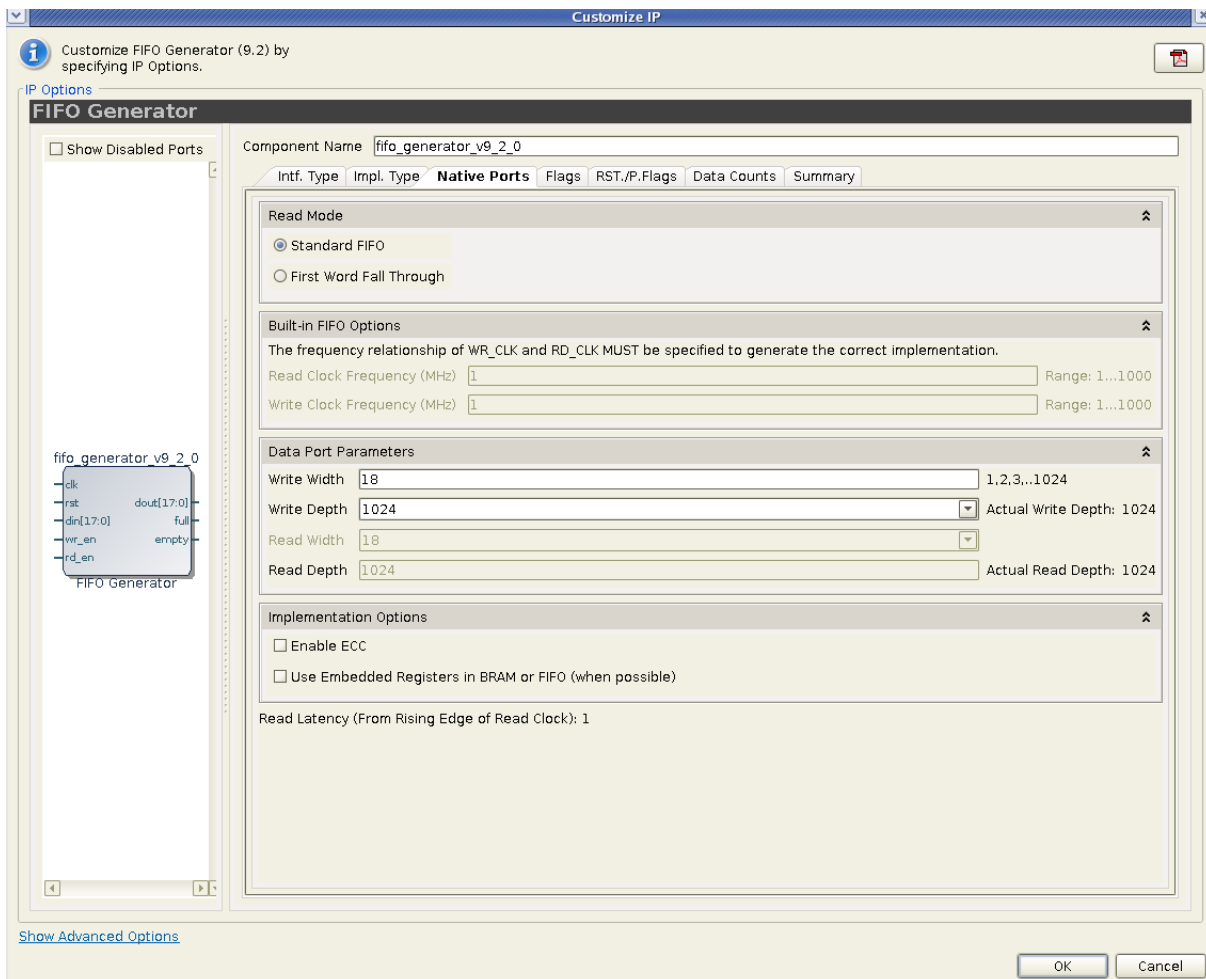 Customize IP
Customize FIFO Generator (9.2) by
specifying IP Options.
IP Options
FIFO Generator
Show Disabled Ports
fifo_generator_v9_2_0
clk
rst dout[17:0]
din[17:0] full
wr_en empty
rd_en
FIFO Generator
Component Name fifo_generator_v9_2_0
Intf. Type Impl. Type Native Ports Flags RST./P.Flags Data Counts Summary
Read Mode
Standard FIFO
First Word Fall Through
Built-in FIFO Options
The frequency relationship of WR_CLK and RD_CLK MUST be specified to generate the correct implementation.
Read Clock Frequency (MHz) 1 Range: 1...1000
Write Clock Frequency (MHz) 1 Range: 1...1000
Data Port Parameters
Write Width 18 1,2,3,..1024
Write Depth 1024 Actual Write Depth: 1024
Read Width 18
Read Depth 1024 Actual Read Depth: 1024
Implementation Options
Enable ECC
Use Embedded Registers in BRAM or FIFO (when possible)
Read Latency (From Rising Edge of Read Clock): 1
Show Advanced Options
OK Cancel